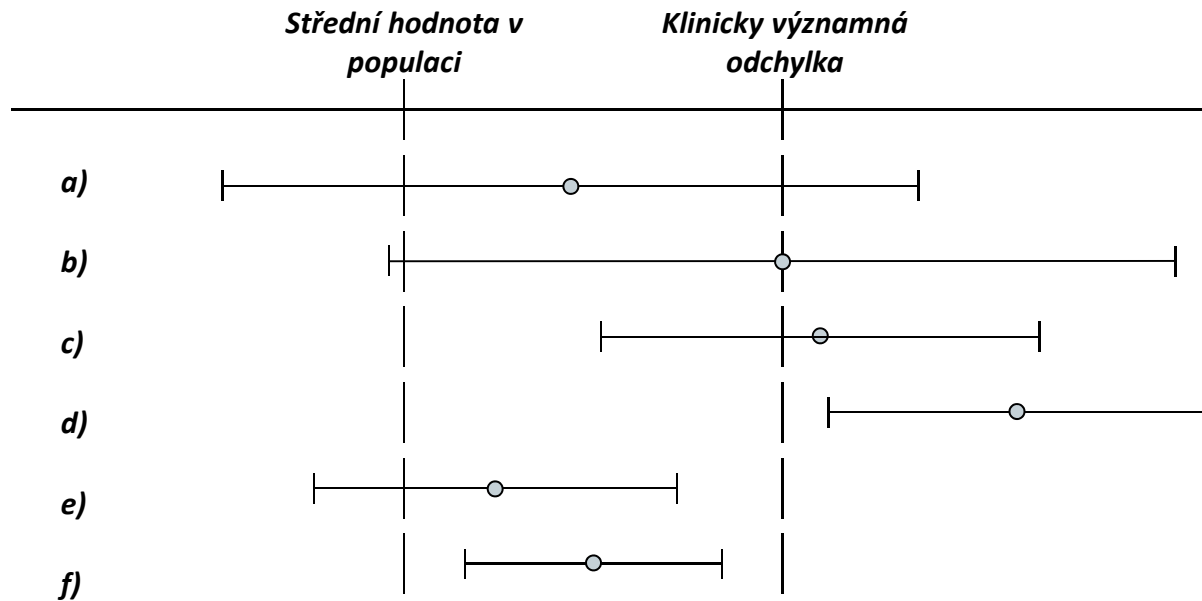 Střední hodnota v
populaci
Klinicky významná
odchylka
a)
b)
c)
d)
e)
f)